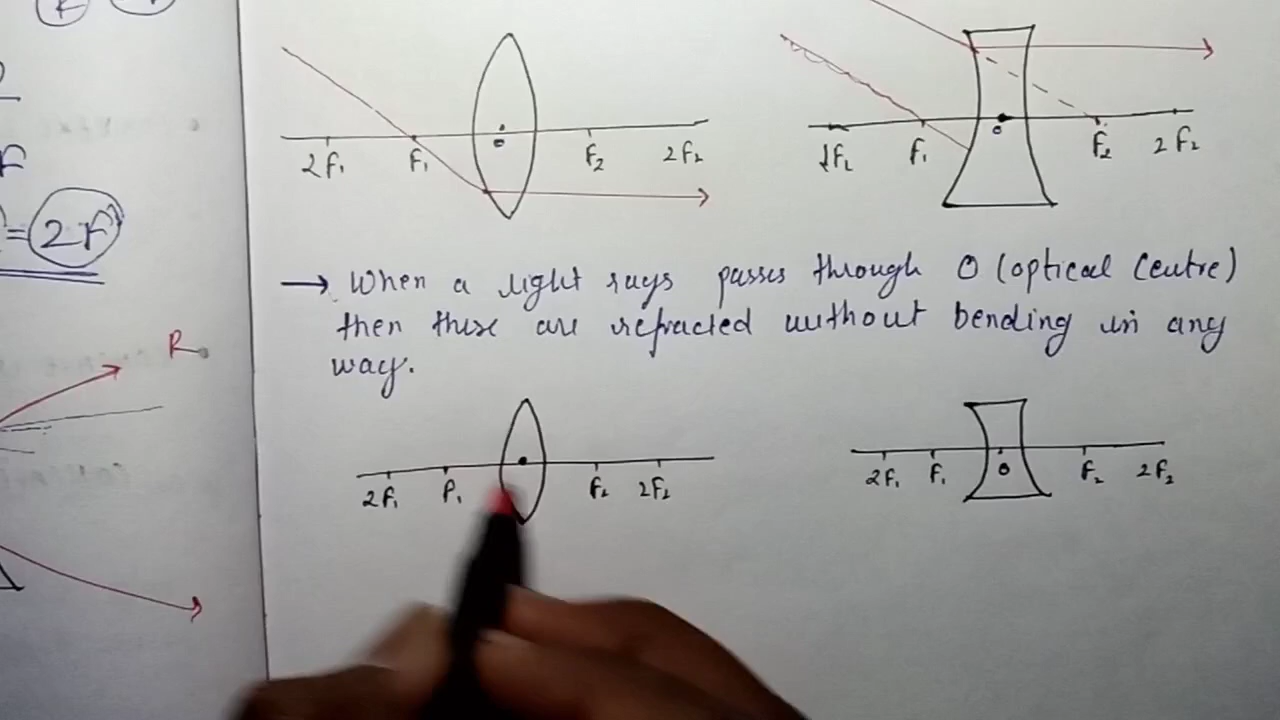 2F₁ F₁ o F₂ 2F₂
F₁ o F₂ 2F₂
= 2F
→ When a light rays passes through O (optical Centre)
then these are refracted without bending in any
way.
R
2F₁ F₁ F₂ 2F₂
2F₁ F₁ O F₂ 2F₂